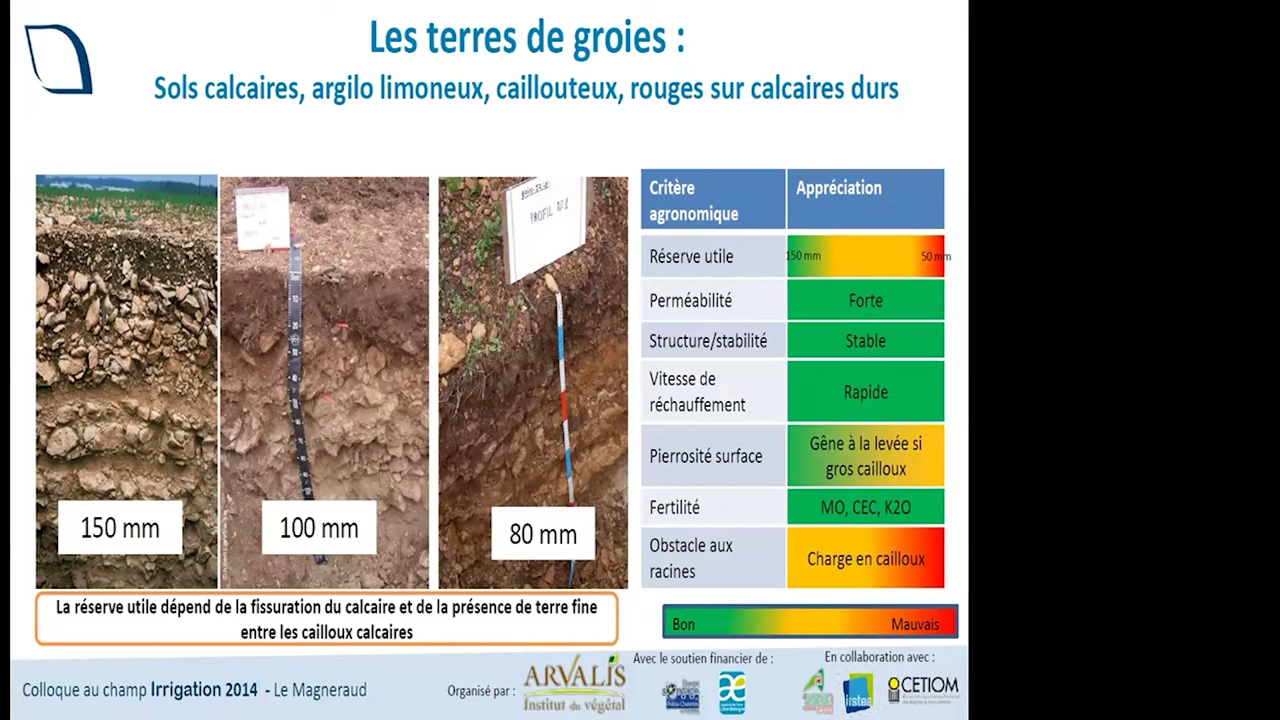 Les terres de groies :
Sols calcaires, argilo limoneux, caillouteux, rouges sur calcaires durs
PROFIL N°2
150 mm
100 mm
80 mm
La réserve utile dépend de la fissuration du calcaire et de la présence de terre fine
entre les cailloux calcaires
Critère
agronomique
Appréciation
Réserve utile
150 mm
50 mm
Perméabilité
Forte
Structure/stabilité
Stable
Vitesse de
réchauffement
Rapide
Pierrosité surface
Gêne à la levée si
gros cailloux
Fertilité
MO, CEC, K2O
Obstacle aux
racines
Charge en cailloux
Bon
Mauvais
Colloque au champ Irrigation 2014 - Le Magneraud
Organisé par :
ARVALIS
Institut du végétal
Avec le soutien financier de :
En collaboration avec :
irstea
CETIOM